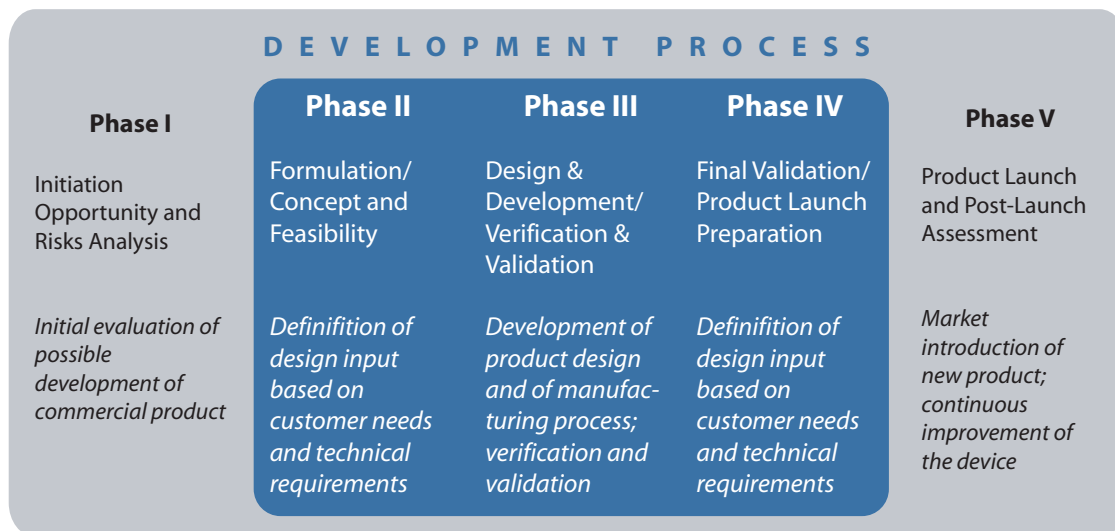 DEVELOPMENT PROCESS
Phase I
Initiation
Opportunity and
Risks Analysis
Initial evaluation of
possible
development of
commercial product
Phase II
Formulation/
Concept and
Feasibility
Definifition of
design input
based on
customer needs
and technical
requirements
Phase III
Design &
Development/
Verification &
Validation
Development of
product design
and of manufac-
turing process;
verification and
validation
Phase IV
Final Validation/
Product Launch
Preparation
Definifition of
design input
based on
customer needs
and technical
requirements
Phase V
Product Launch
and Post-Launch
Assessment
Market
introduction of
new product;
continuous
improvement of
the device